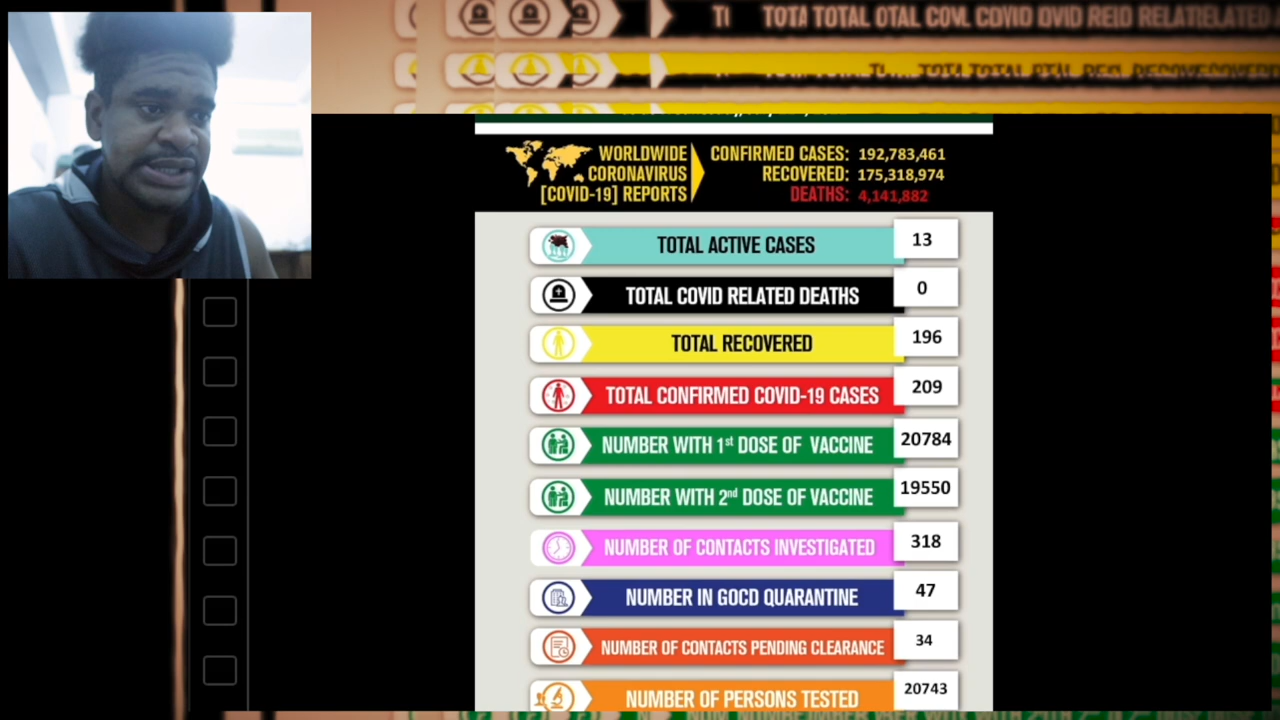 WORLDWIDE
CORONAVIRUS
[COVID-19] REPORTS
CONFIRMED CASES: 192,783,461
RECOVERED: 175,318,974
DEATHS: 4,141,882
TOTAL ACTIVE CASES 13
TOTAL COVID RELATED DEATHS 0
TOTAL RECOVERED 196
TOTAL CONFIRMED COVID-19 CASES 209
NUMBER WITH 1st DOSE OF VACCINE 20784
NUMBER WITH 2nd DOSE OF VACCINE 19550
NUMBER OF CONTACTS INVESTIGATED 318
NUMBER IN GOCD QUARANTINE 47
NUMBER OF CONTACTS PENDING CLEARANCE 34
NUMBER OF PERSONS TESTED 20743